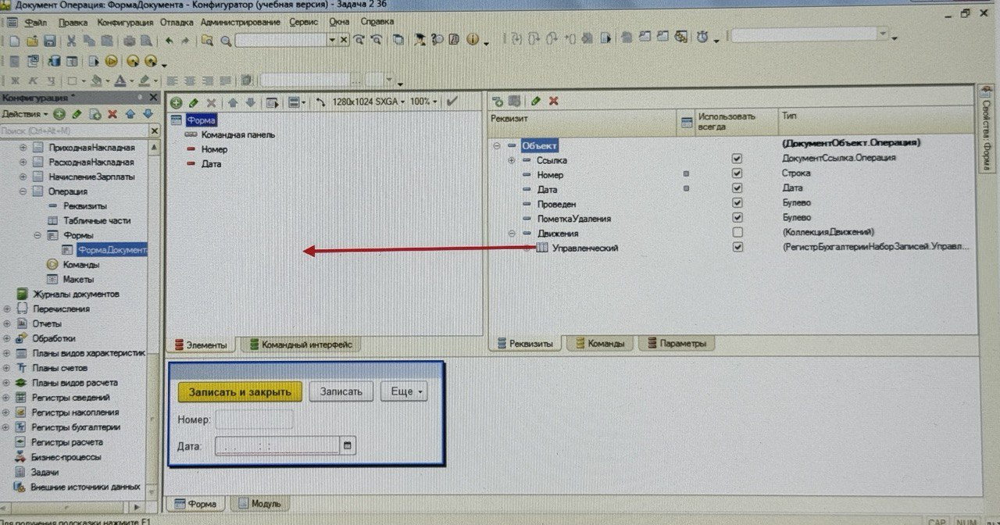 Документ Операция: ФормаДокумента - Конфигуратор (учебная версия) - Задача 2 36
Файл Правка Конфигурация Отладка Администрирование Сервис Окна Справка
Конфигурация *
Действия
Поиск (Ctrl+Alt+M)
ПриходнаяНакладная
РасходнаяНакладная
НачислениеЗарплаты
Операция
Реквизиты
Табличные части
Формы
ФормаДокумент
Команды
Макеты
Журналы документов
Перечисления
Отчеты
Обработки
Планы видов характеристик
Планы счетов
Планы видов расчета
Регистры сведений
Регистры накопления
Регистры бухгалтерии
Регистры расчета
Бизнес-процессы
Задачи
Внешние источники данных
1280x1024 SXGA 100%
Форма
Командная панель
Номер
Дата
Элементы Командный интерфейс
Реквизит Использовать всегда Тип
Объект (ДокументОбъект.Операция)
Ссылка ДокументСсылка.Операция
Номер Строка
Дата Дата
Проведен Булево
ПометкаУдаления Булево
Движения (КоллекцияДвижений)
Управленческий (РегистрБухгалтерииНаборЗаписей.Управл...
Реквизиты Команды Параметры
Свойства: Форма
Записать и закрыть Записать Еще
Номер:
Дата: . . : :
Форма Модуль
Для получения подсказки нажмите F1
CAP NUM